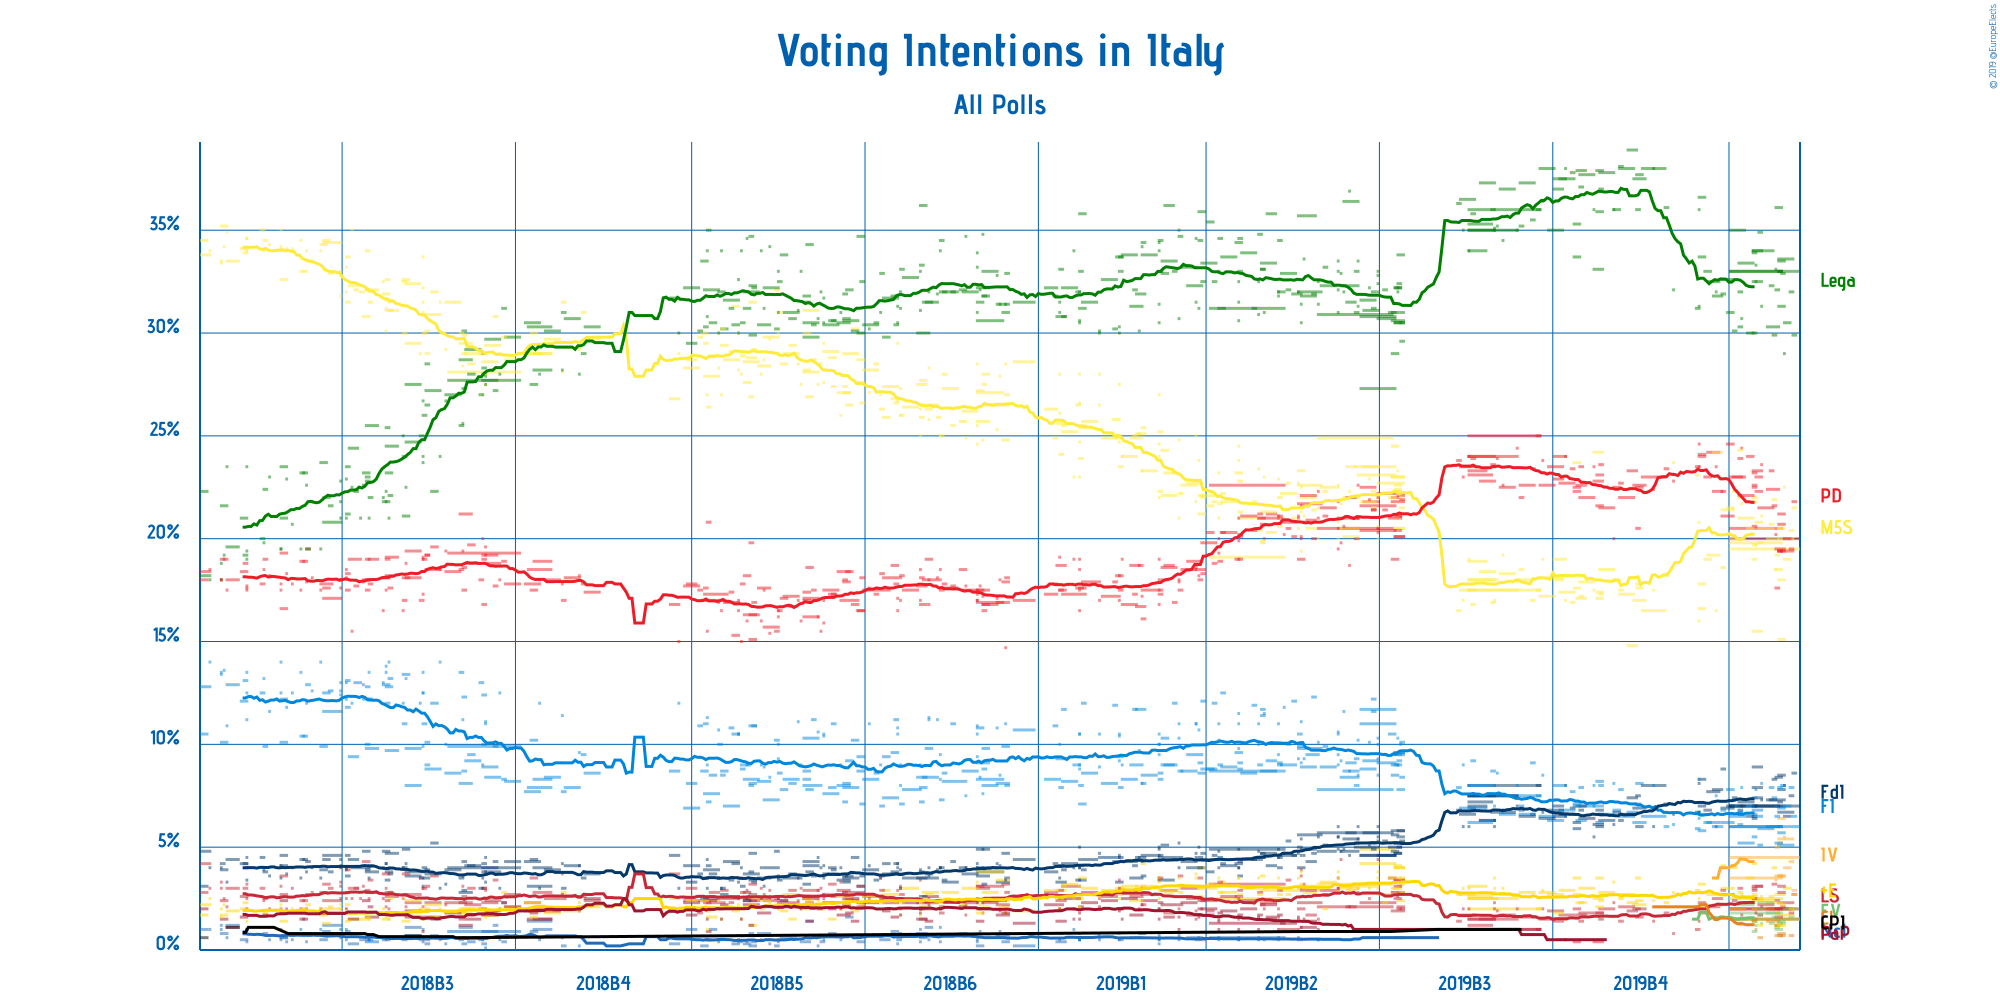 Voting Intentions in Italy
© 2019 @EuropeElects
All Polls
35%
30%
25%
20%
15%
10%
5%
0%
Lega
PD
M5S
FdI
FI
IV
LS
EV
PaP
2018B3
2018B4
2018B5
2018B6
2019B1
2019B2
2019B3
2019B4